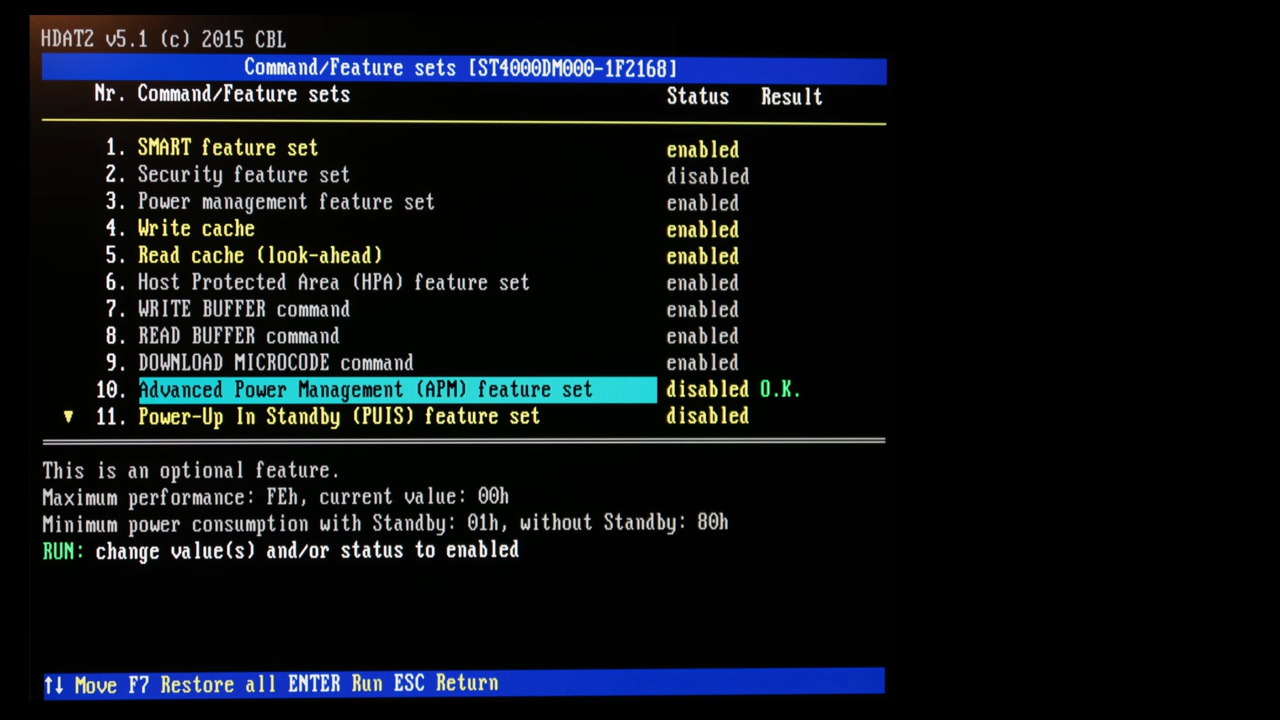 HDAT2 v5.1 (c) 2015 CBL
Command/Feature sets [ST4000DM000-1F2168]
Nr. Command/Feature sets Status Result
1. SMART feature set enabled
2. Security feature set disabled
3. Power management feature set enabled
4. Write cache enabled
5. Read cache (look-ahead) enabled
6. Host Protected Area (HPA) feature set enabled
7. WRITE BUFFER command enabled
8. READ BUFFER command enabled
9. DOWNLOAD MICROCODE command enabled
10. Advanced Power Management (APM) feature set disabled O.K.
▼ 11. Power-Up In Standby (PUIS) feature set disabled
This is an optional feature.
Maximum performance: FEh, current value: 00h
Minimum power consumption with Standby: 01h, without Standby: 80h
RUN: change value(s) and/or status to enabled
↑↓ Move F7 Restore all ENTER Run ESC Return